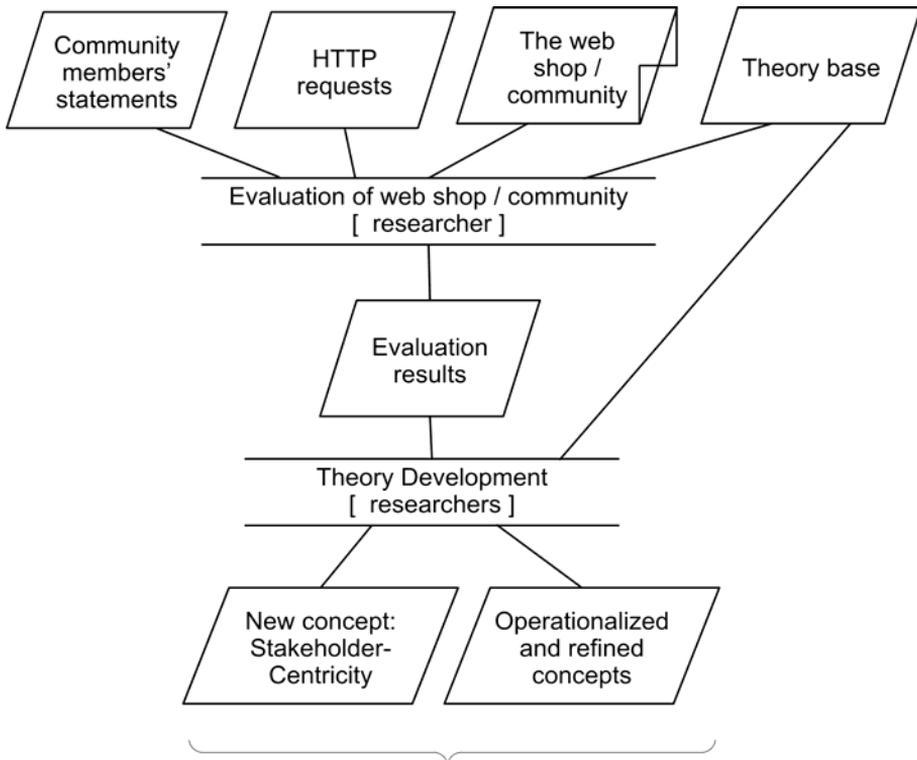 Community
members’
statements
HTTP
requests
The web
shop /
community
Theory base
Evaluation of web shop / community
[ researcher ]
Evaluation
results
Theory Development
[ researchers ]
New concept:
Stakeholder-
Centricity
Operationalized
and refined
concepts